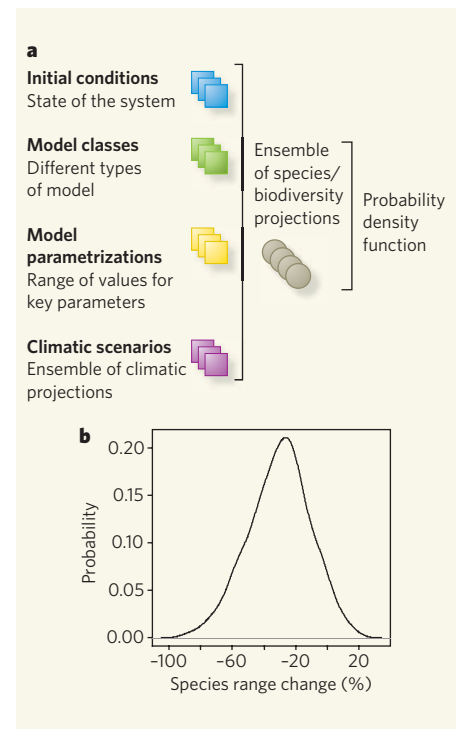 a
Initial conditions
State of the system
Model classes
Different types
of model
Model
parametrizations
Range of values for
key parameters
Climatic scenarios
Ensemble of climatic
projections
Ensemble
of species/
biodiversity
projections
Probability
density
function
b
Probability
0.20
0.15
0.10
0.05
0.00
–100 –60 –20 20
Species range change (%)